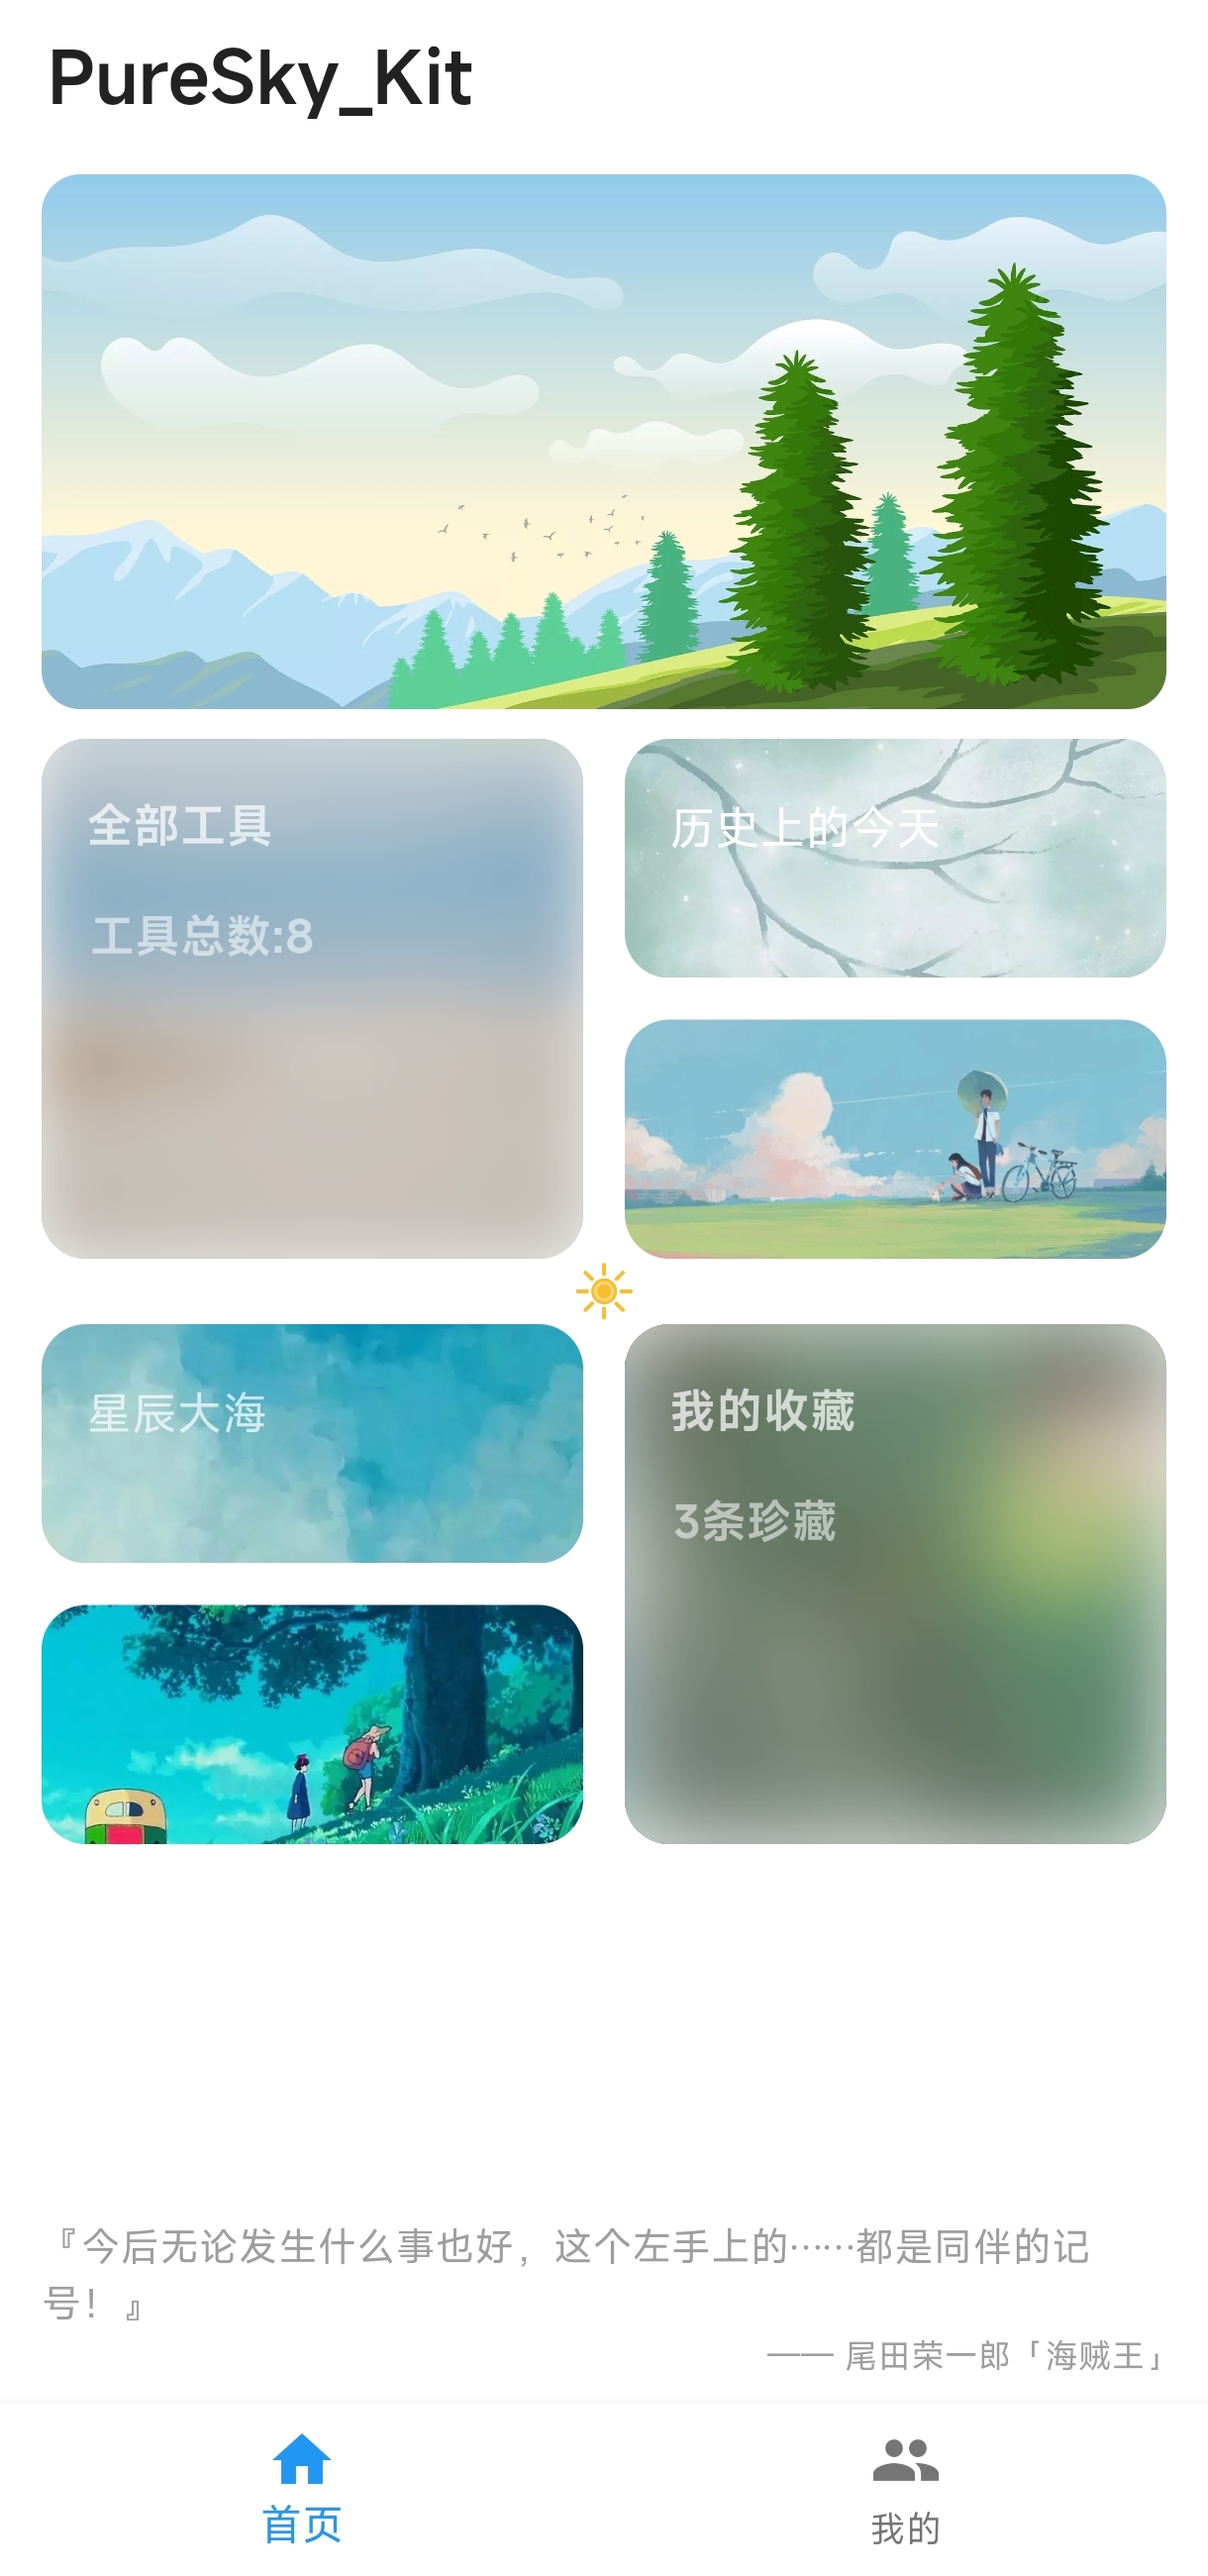 PureSky_Kit
全部工具
工具总数:8
历史上的今天
星辰大海
我的收藏
3条珍藏
『今后无论发生什么事也好，这个左手上的……都是同伴的记
号！』
—— 尾田荣一郎「海贼王」
首页
我的